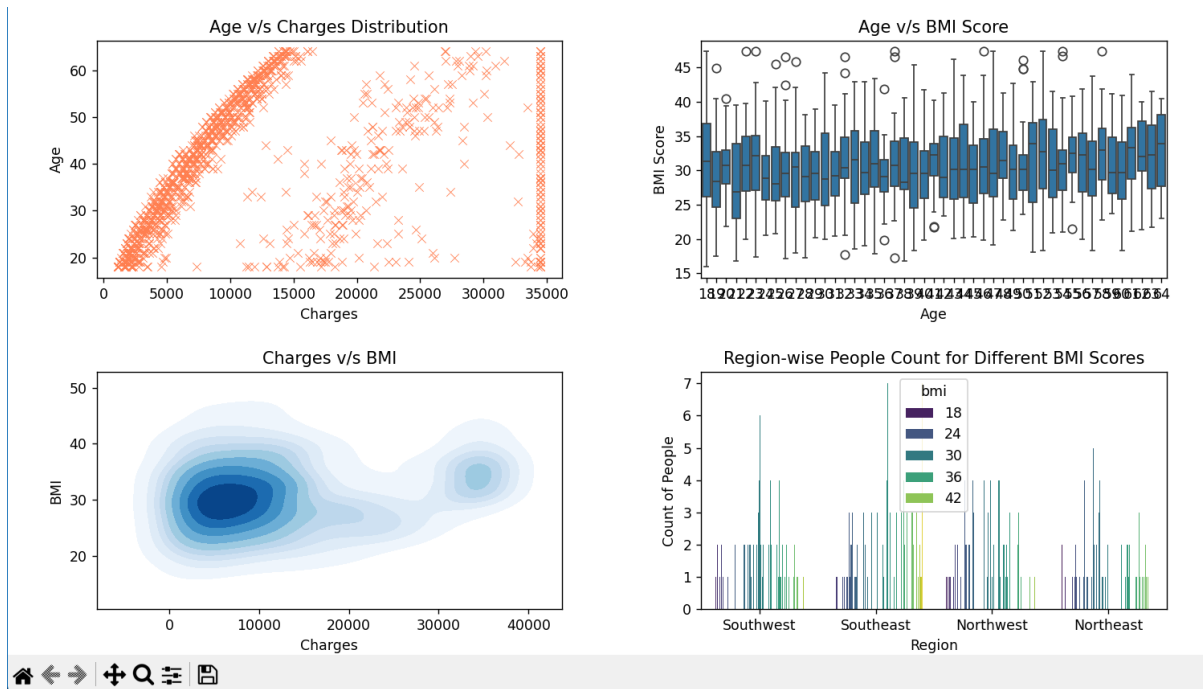 Age v/s Charges Distribution
Age
60
50
40
30
20
0 5000 10000 15000 20000 25000 30000 35000
Charges
Age v/s BMI Score
BMI Score
45
40
35
30
25
20
15
1819202122232425262728293031323334353637383940414243444546474849505152535455565758596061626364
Age
Charges v/s BMI
BMI
50
40
30
20
0 10000 20000 30000 40000
Charges
Region-wise People Count for Different BMI Scores
Count of People
7
6
5
4
3
2
1
0
bmi
18
24
30
36
42
Southwest Southeast Northwest Northeast
Region